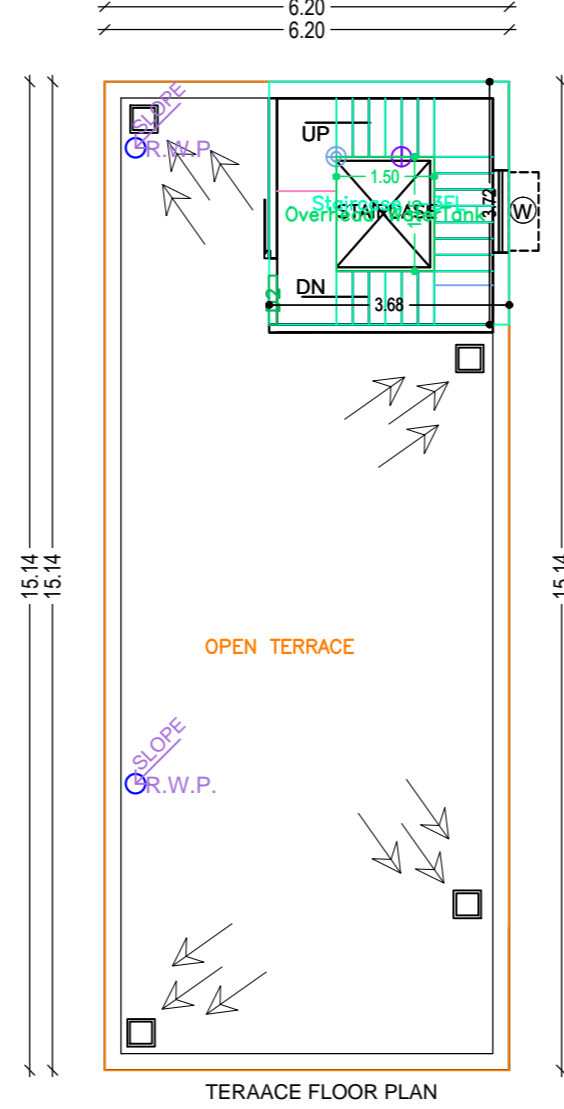 6.20
6.20
SLOPE
R.W.P.
UP
1.50
STAIRCASE
Overhead WaterTank
3.72
W
DN
3.68
15.14
15.14
15.14
OPEN TERRACE
SLOPE
R.W.P.
TERAACE FLOOR PLAN